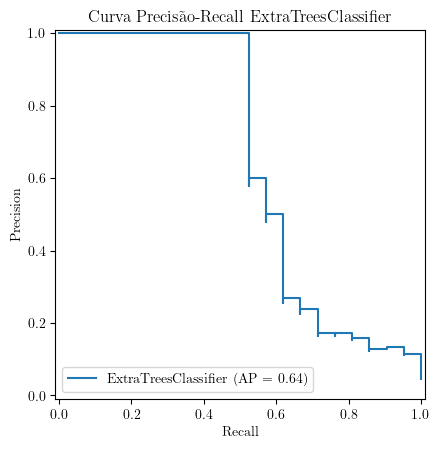 Curva Precisão-Recall ExtraTreesClassifier
1.0
0.8
0.6
0.4
0.2
0.0
Precision
ExtraTreesClassifier (AP = 0.64)
0.0 0.2 0.4 0.6 0.8 1.0
Recall